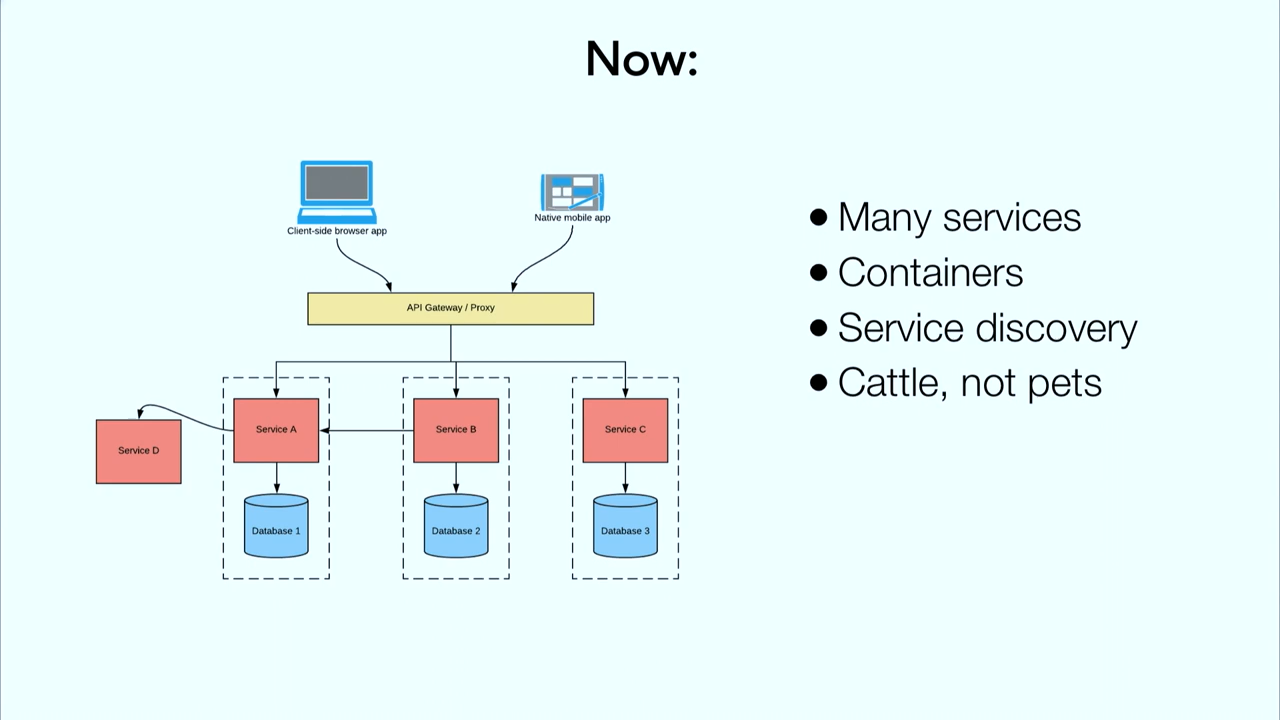 Now:
Client-side browser app
Native mobile app
API Gateway / Proxy
Service D
Service A
Service B
Service C
Database 1
Database 2
Database 3
• Many services
• Containers
• Service discovery
• Cattle, not pets